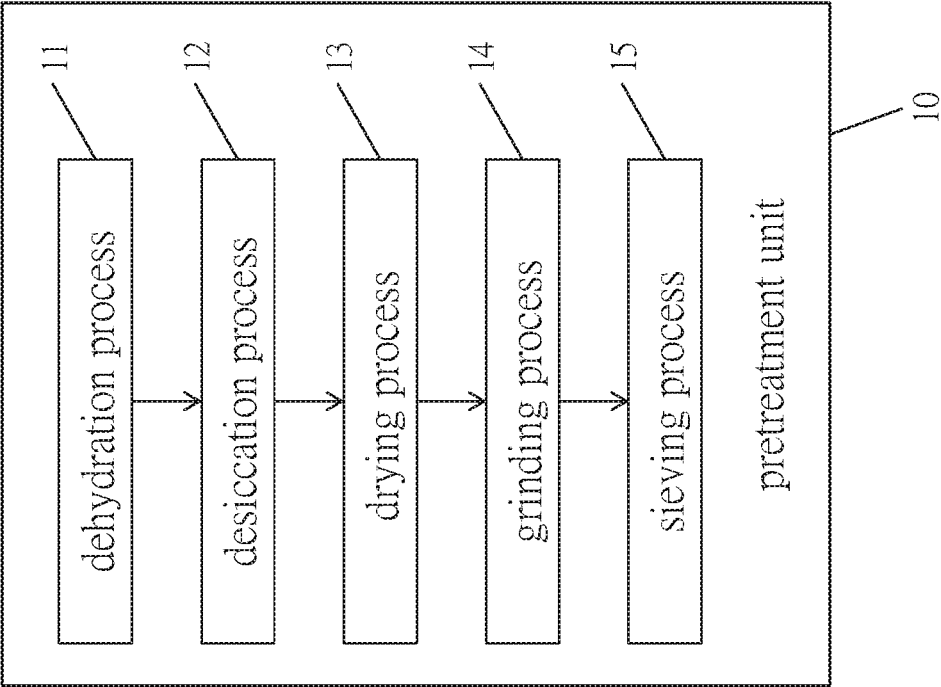 11
dehydration process
12
desiccation process
13
drying process
14
grinding process
15
sieving process
pretreatment unit
10